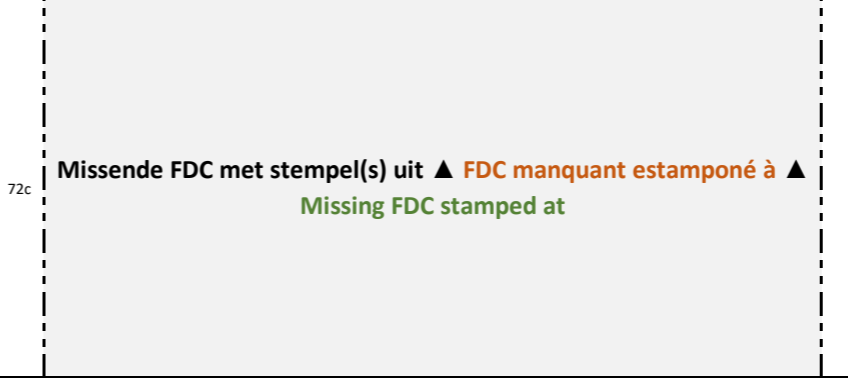 72c
Missende FDC met stempel(s) uit ▲ FDC manquant estamponé à ▲
Missing FDC stamped at